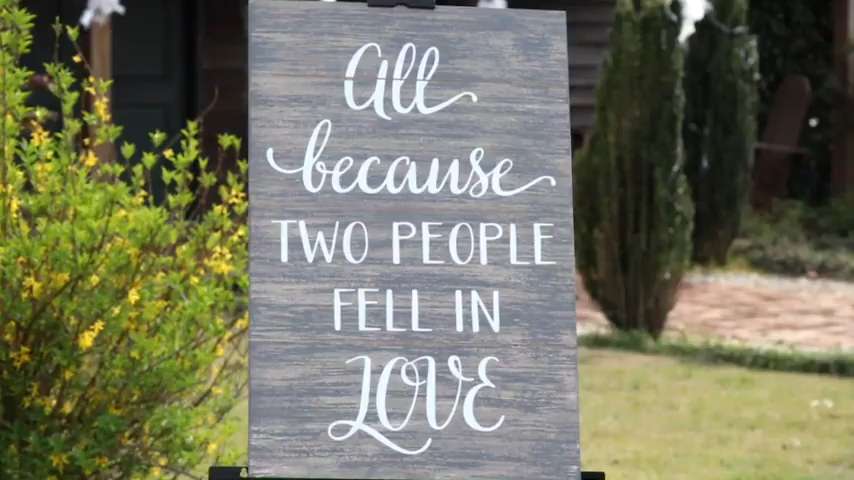 All
because
TWO PEOPLE
FELL IN
LOVE